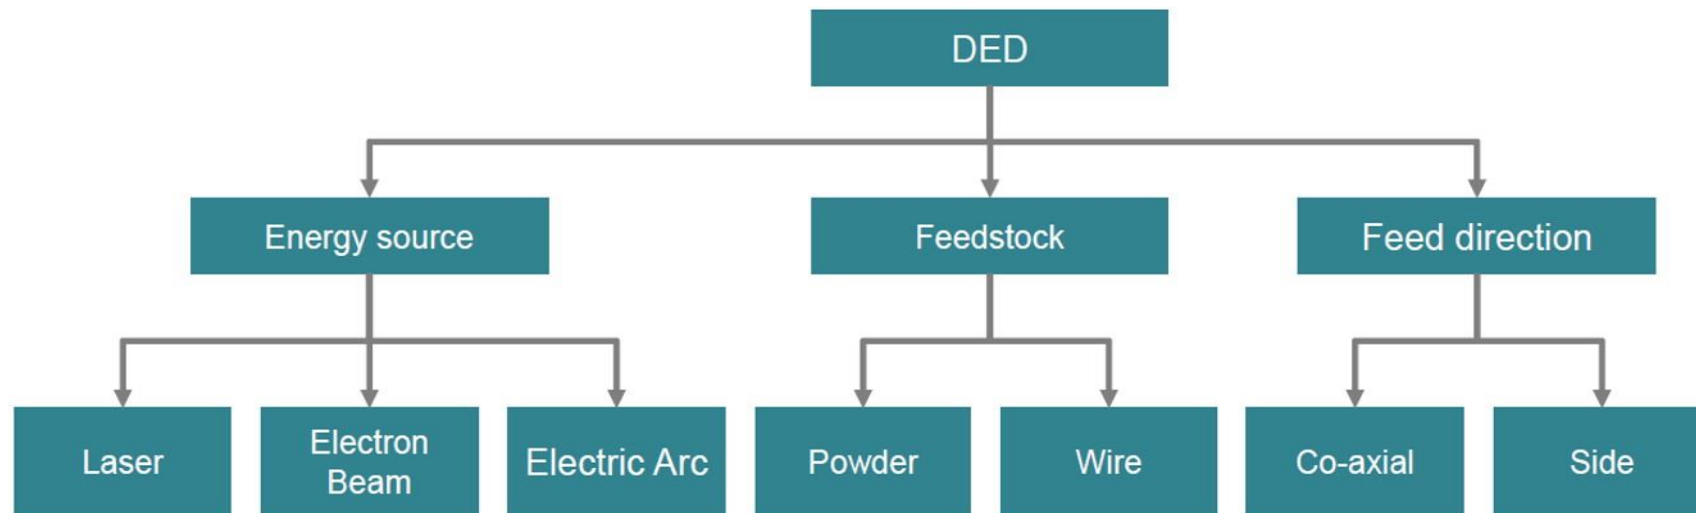 DED
Energy source
Feedstock
Feed direction
Laser
Electron
Beam
Electric Arc
Powder
Wire
Co-axial
Side